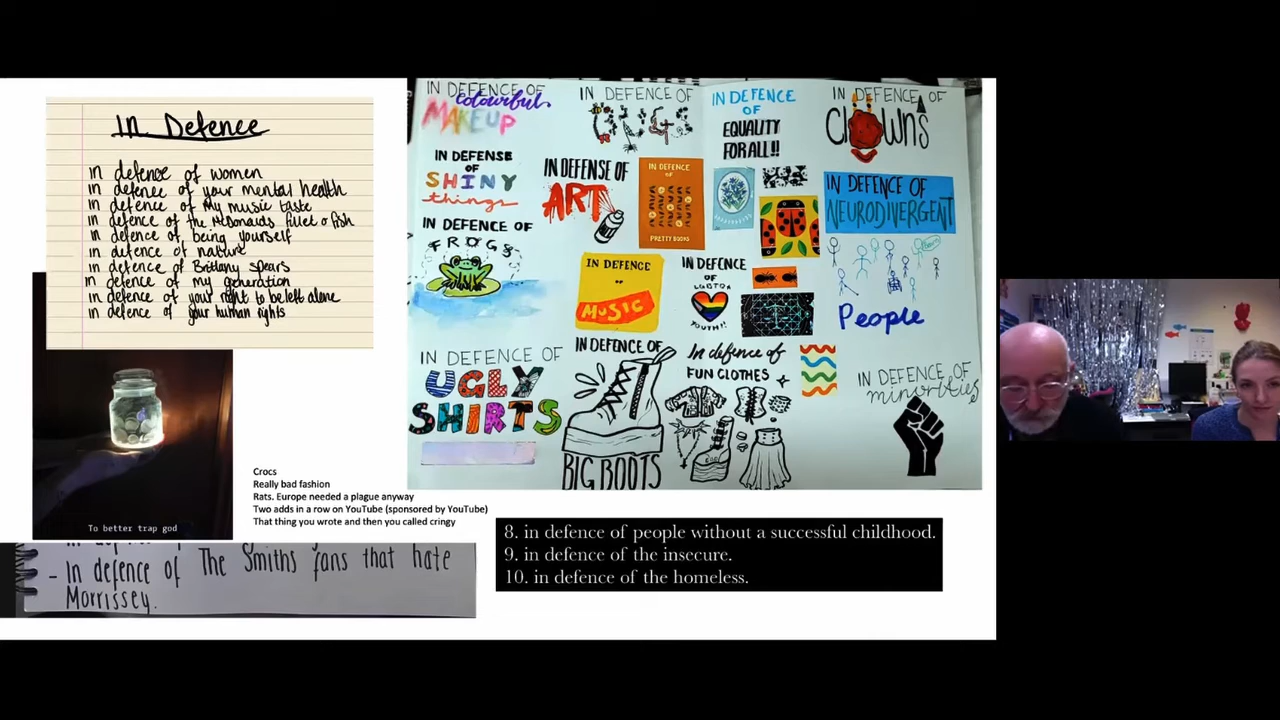 In Defence
in defence of women
in defence of your mental health
in defence of my music taste
in defence of the Mcdonalds fillet o fish
in defence of being yourself
in defence of nature
in defence of Brittany spears
in defence of my generation
in defence of your right to be left alone
in defence of your human rights
To better trap god
Crocs
Really bad fashion
Rats. Europe needed a plague anyway
Two adds in a row on YouTube (sponsored by YouTube)
That thing you wrote and then you called cringy
- In defence of The Smiths fans that hate
Morrissey.
IN DEFENCE OF
colourful
MAKEUP
IN DEFENCE OF
BUGS
IN DEFENCE
OF
EQUALITY
FOR ALL!!
IN DEFENCE OF
ClOWNS
IN DEFENSE
OF
SHINY
things
IN DEFENSE OF
ART
IN DEFENCE
OF
PRETTY BOOKS
IN DEFENCE OF
NEURODIVERGENT
People
IN DEFENCE OF
FROGS
IN DEFENCE
OF
MUSIC
IN DEFENCE
OF
LGBTQ+
YOUTH!!
IN DEFENCE OF
UGLY
SHIRTS
IN DEFENCE OF
BIG BOOTS
In defence of
FUN CLOTHES
IN DEFENCE OF
minorities
8. in defence of people without a successful childhood.
9. in defence of the insecure.
10. in defence of the homeless.